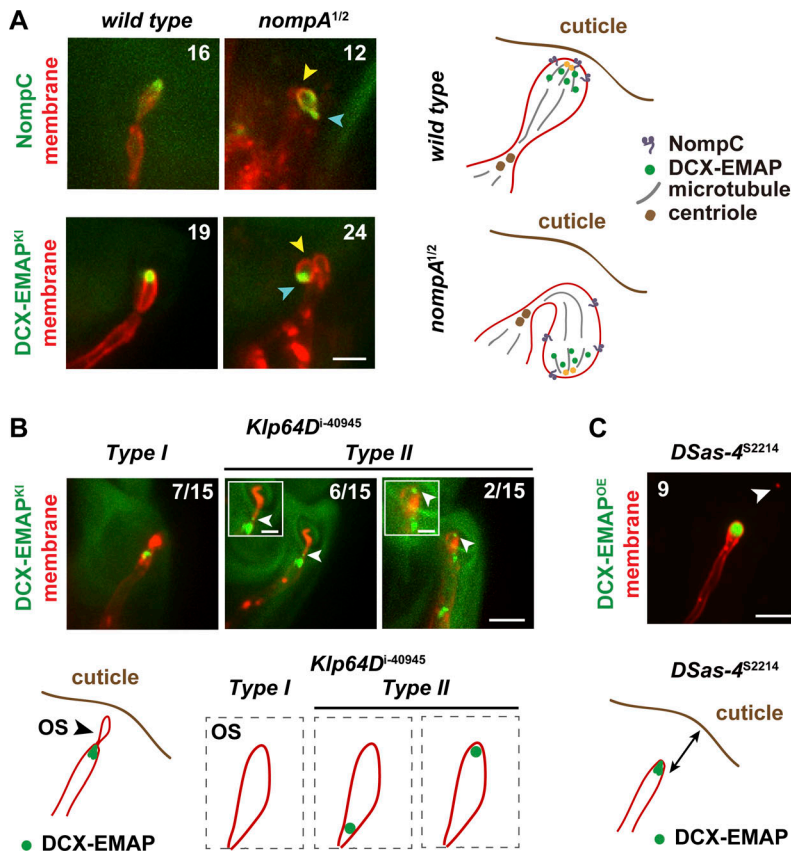 A
wild type
nompA1/2
NompC
membrane
16
12
DCX-EMAPKI
membrane
19
24
wild type
cuticle
NompC
DCX-EMAP
microtubule
centriole
nompA1/2
cuticle
B
Klp64Di-40945
Type I
Type II
DCX-EMAPKI
membrane
7/15
6/15
2/15
cuticle
OS
DCX-EMAP
Klp64Di-40945
Type I
Type II
OS
C
DSas-4S2214
DCX-EMAPOE
membrane
9
DSas-4S2214
cuticle
DCX-EMAP